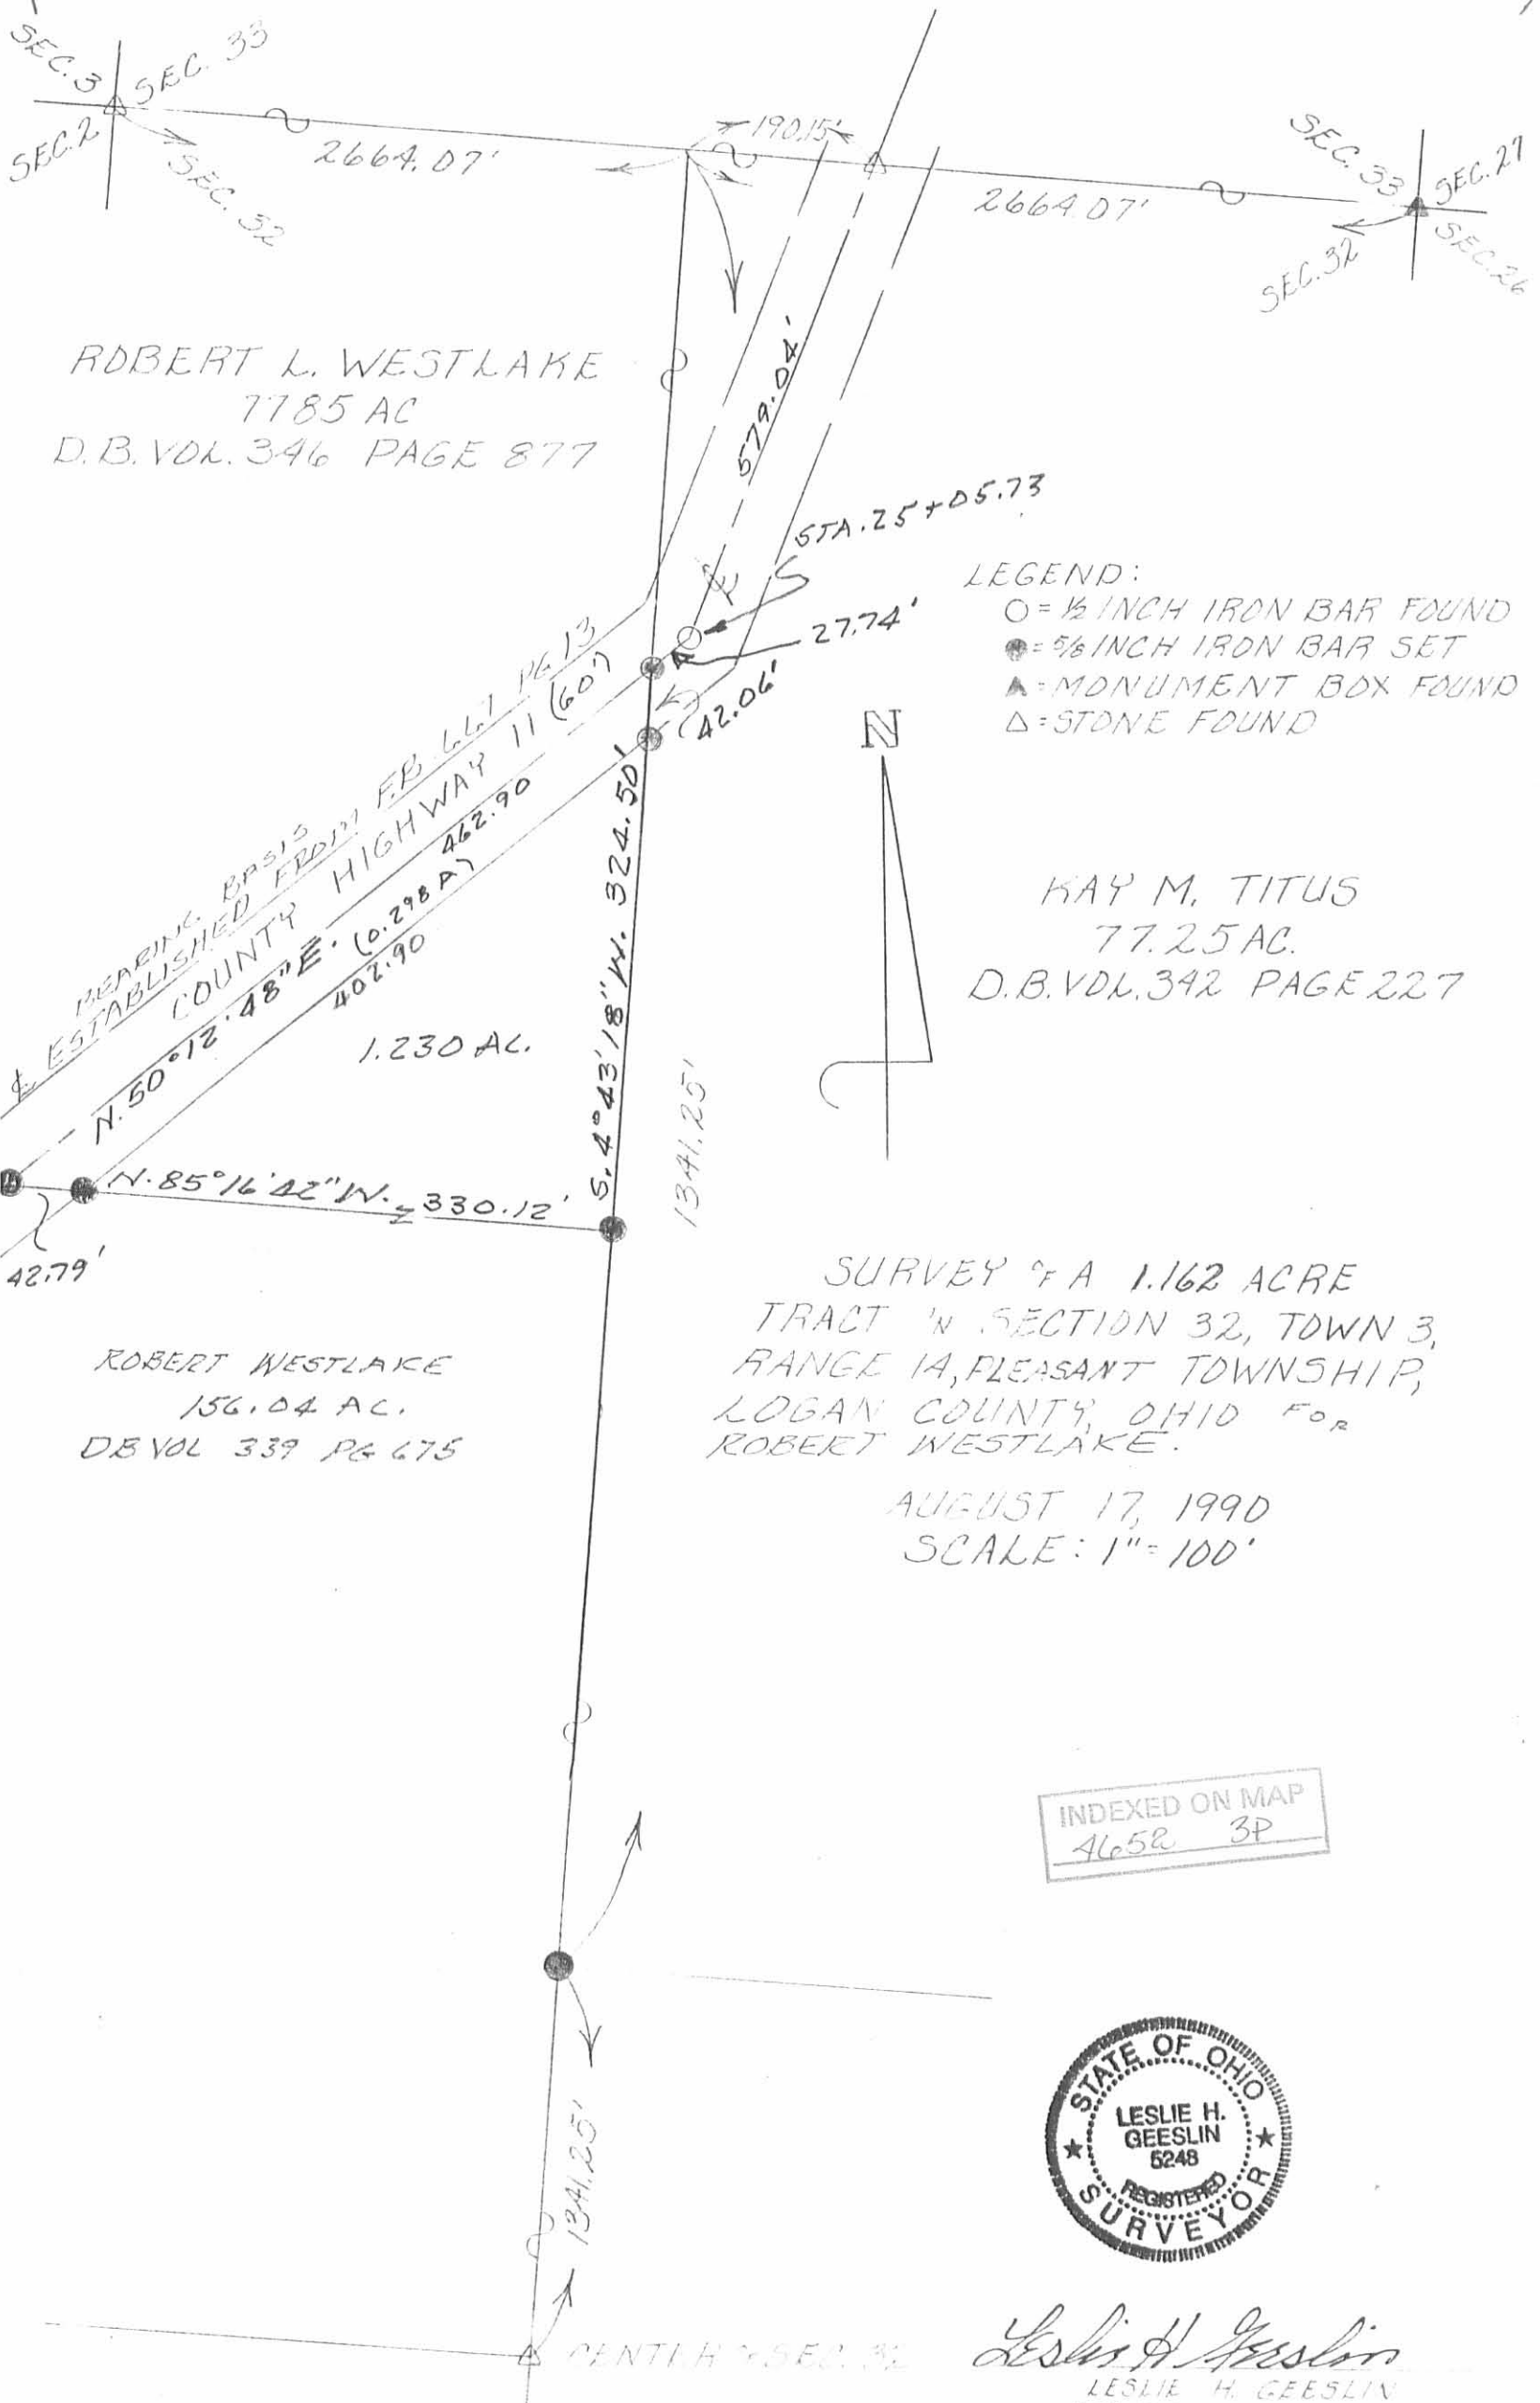 SEC. 3
SEC. 33
SEC. 2
SEC. 32
2664.07'
190.15'
2664.07'
SEC. 33
SEC. 27
SEC. 32
SEC. 26
ROBERT L. WESTLAKE
77.85 AC
D.B. VOL. 346 PAGE 877
579.04'
STA. 25+05.73
℄
27.74'
42.06'
LEGEND:
○ = ½ INCH IRON BAR FOUND
● = 5/8 INCH IRON BAR SET
▲ = MONUMENT BOX FOUND
△ = STONE FOUND
N
BEARING BASIS
℄ ESTABLISHED FROM F.B. 667 PG 13
COUNTY HIGHWAY 11 (60')
N. 50°12'48" E. 462.90
(0.298 A)
402.90
1.230 AC.
S. 4°43'18" W. 324.50'
1341.25'
KAY M. TITUS
77.25 AC.
D.B. VOL. 342 PAGE 227
N. 85°16'42" W. 330.12'
42.79'
ROBERT WESTLAKE
156.04 AC.
DB VOL 339 PG 675
SURVEY OF A 1.162 ACRE
TRACT IN SECTION 32, TOWN 3,
RANGE 14, PLEASANT TOWNSHIP,
LOGAN COUNTY, OHIO FOR
ROBERT WESTLAKE.
AUGUST 17, 1990
SCALE: 1" = 100'
INDEXED ON MAP
4652 3P
1341.25'
STATE OF OHIO
LESLIE H.
GEESLIN
5248
REGISTERED
SURVEYOR
CENTER OF SEC. 32
Leslie H Geeslin
LESLIE H. GEESLIN